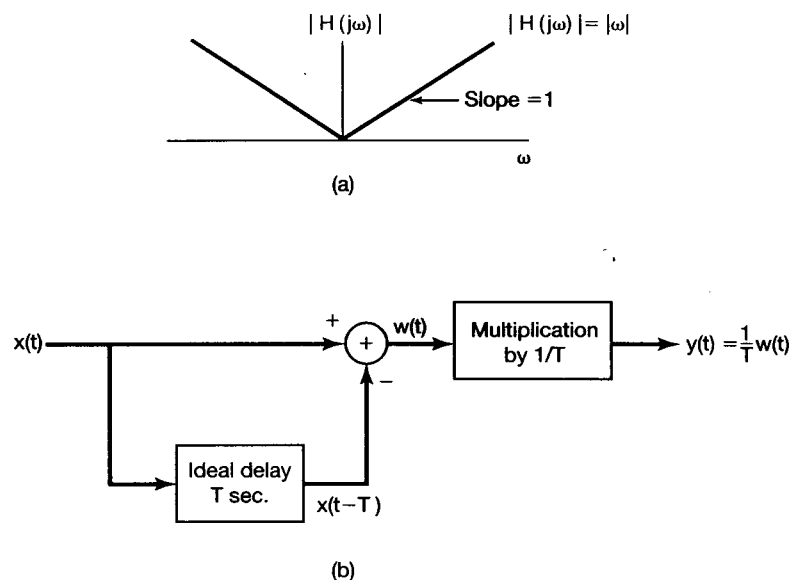 | H (jω) |
| H (jω) | = |ω|
Slope = 1
ω
(a)
x(t)
+
+
−
w(t)
Multiplication
by 1/T
y(t) = 1/T w(t)
Ideal delay
T sec.
x(t−T)
(b)